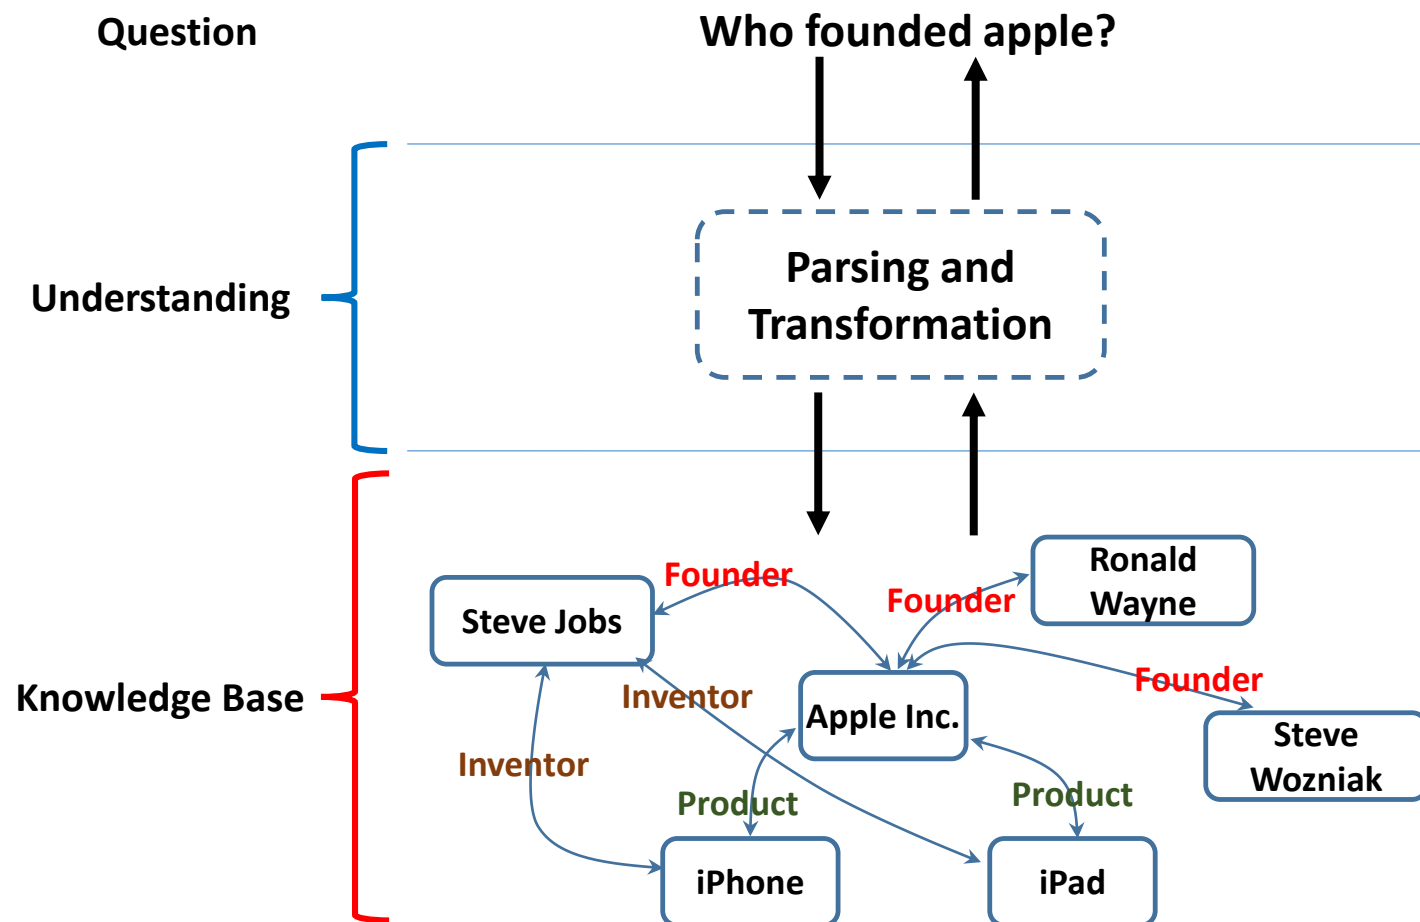 Question
Who founded apple?
Understanding
Parsing and
Transformation
Knowledge Base
Steve Jobs
Founder
Founder
Ronald
Wayne
Founder
Inventor
Apple Inc.
Steve
Wozniak
Inventor
Product
Product
iPhone
iPad